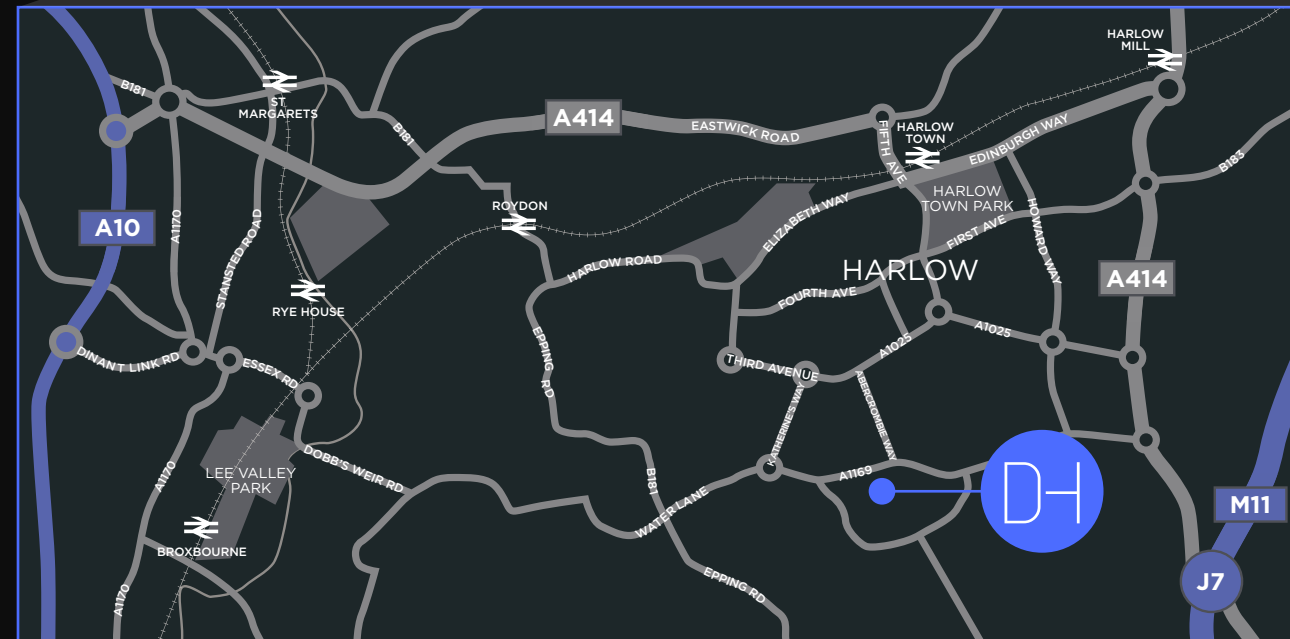 HARLOW
MILL
B181
ST
MARGARETS
A414
EASTWICK ROAD
B181
FIFTH AVE
HARLOW
TOWN
EDINBURGH WAY
B183
A10
A1170
STANSTED ROAD
ROYDON
HARLOW
TOWN PARK
ELIZABETH WAY
FIRST AVE
HOWARD WAY
HARLOW ROAD
HARLOW
A414
RYE HOUSE
FOURTH AVE
A1025
DINANT LINK RD
ESSEX RD
EPPING RD
THIRD AVENUE
A1025
KATHERINE'S WAY
ABERCROMBIE WAY
LEE VALLEY
PARK
A1170
DOBB'S WEIR RD
B181
WATER LANE
A1169
DH
M11
BROXBOURNE
A1170
EPPING RD
J7